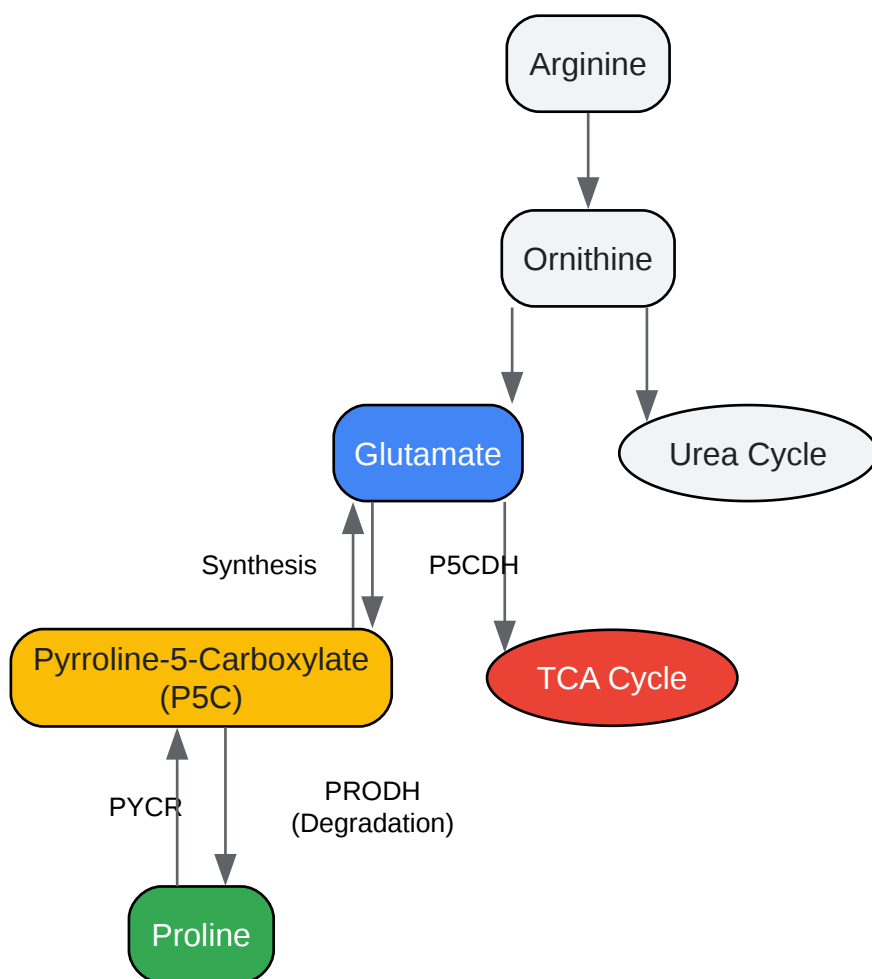 Arginine
Ornithine
Glutamate
Urea Cycle
Synthesis
P5CDH
Pyrroline-5-Carboxylate
(P5C)
TCA Cycle
PYCR
PRODH
(Degradation)
Proline